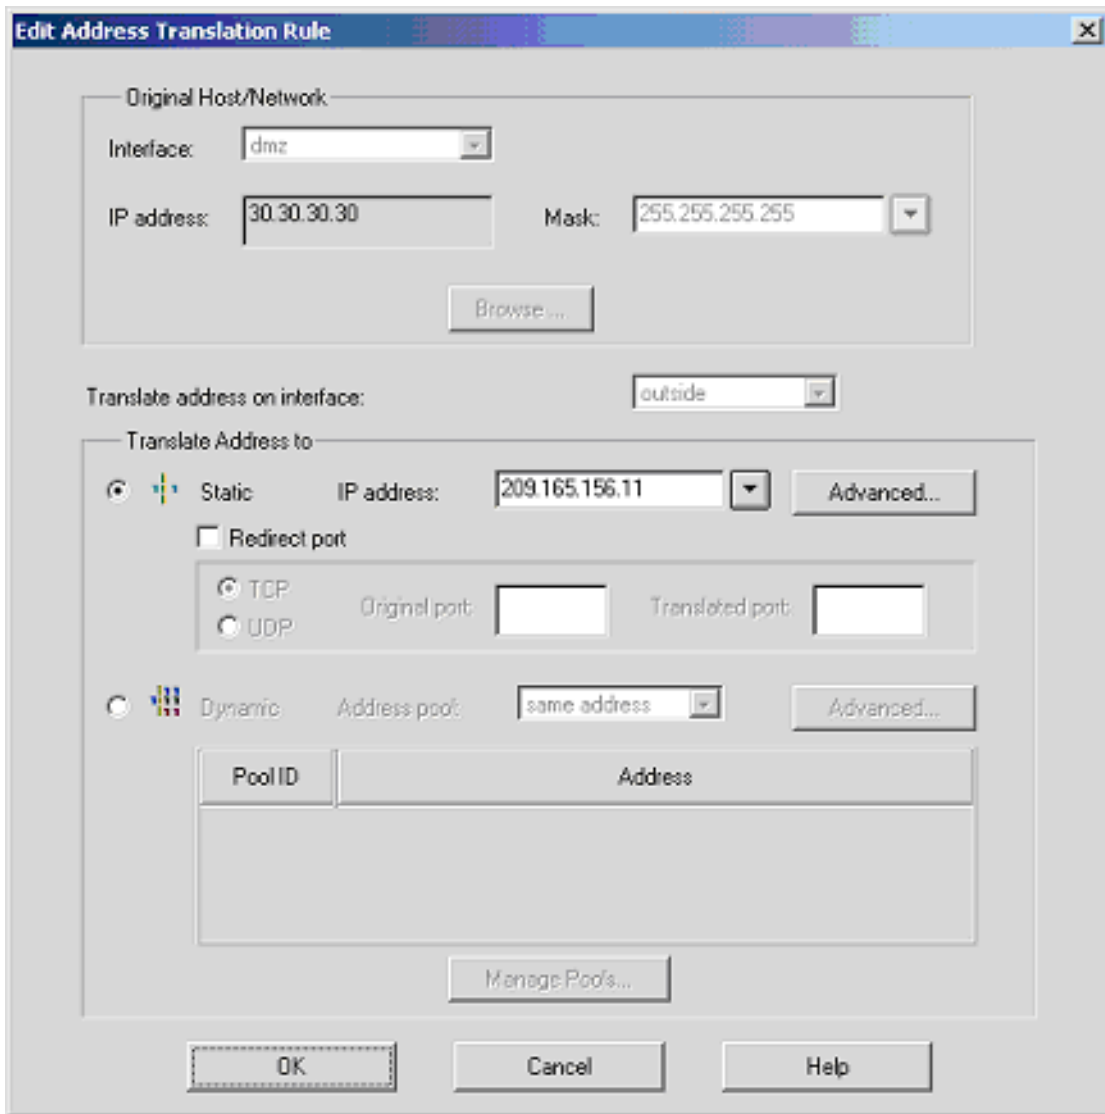 Edit Address Translation Rule
Original Host/Network
Interface: dmz
IP address: 30.30.30.30 Mask: 255.255.255.255
Browse ...
Translate address on interface: outside
Translate Address to
Static IP address: 209.165.156.11 Advanced...
Redirect port
TCP
Original port: Translated port:
UDP
Dynamic Address pool: same address Advanced...
Pool ID Address
Manage Pools...
OK Cancel Help